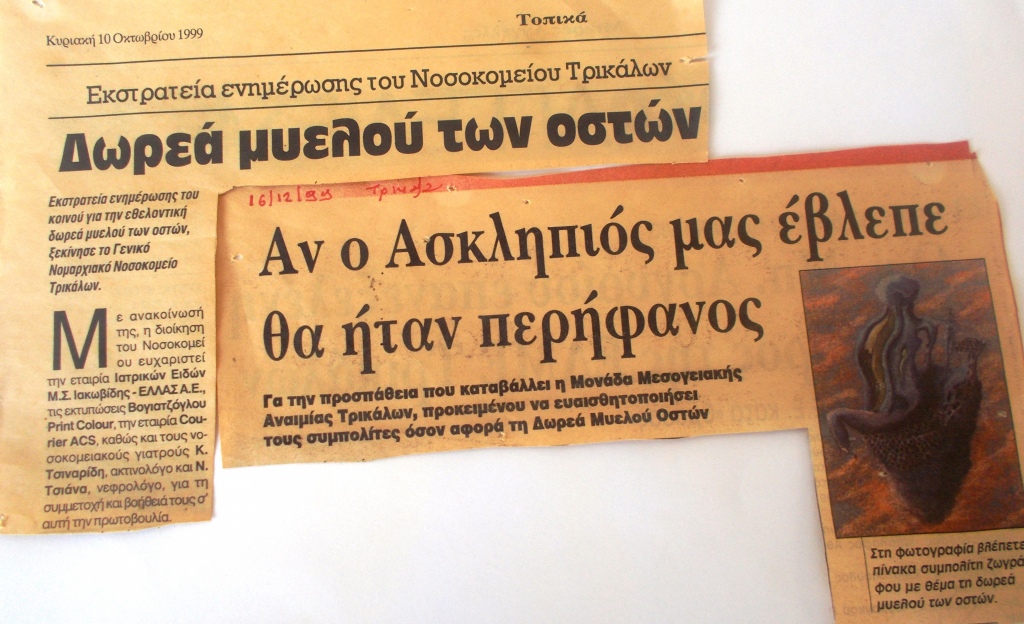 Τοπικά
Κυριακή 10 Οκτωβρίου 1999
Εκστρατεία ενημέρωσης του Νοσοκομείου Τρικάλων
Δωρεά μυελού των οστών
Εκστρατεία ενημέρωσης του
κοινού για την εθελοντική
δωρεά μυελού των οστών,
ξεκίνησε το Γενικό
Νομαρχιακό Νοσοκομείο
Τρικάλων.
Με ανακοίνωσή
της, η διοίκηση
του Νοσοκομεί
ου ευχαριστεί
την εταιρία Ιατρικών Ειδών
Μ.Σ. Ιακωβίδης - ΕΛΛΑΣ Α.Ε.,
τις εκτυπώσεις Βογιατζόγλου
Print Colour, την εταιρία Cou-
rier ACS, καθώς και τους νο-
σοκομειακούς γιατρούς Κ.
Τσιναρίδη, ακτινολόγο και Ν.
Τσιάνα, νεφρολόγο, για τη
συμμετοχή και βοήθειά τους σ'
αυτή την πρωτοβουλία.
16/12/99
Αν ο Ασκληπιός μας έβλεπε
θα ήταν περήφανος
Γα την προσπάθεια που καταβάλλει η Μονάδα Μεσογειακής
Αναιμίας Τρικάλων, προκειμένου να ευαισθητοποιήσει
τους συμπολίτες όσον αφορά τη Δωρεά Μυελού Οστών
Στη φωτογραφία βλέπετε
πίνακα συμπολίτη ζωγρά
φου με θέμα τη δωρεά
μυελού των οστών.